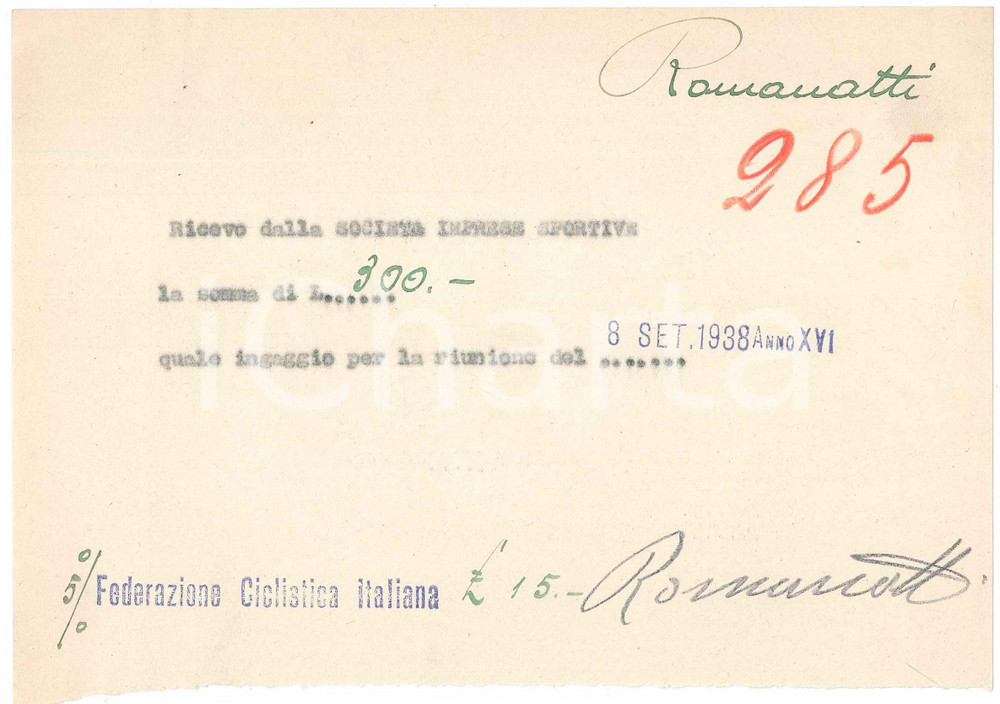 Romanatti
285
Ricevo dalla SOCIETA IMPRESE SPORTIVE
la somma di L...... 300.-
quale ingaggio per la riunione del ....... 8 SET. 1938 ANNO XVI
iCharta
5% Federazione Ciclistica italiana £ 15.- Romanatti